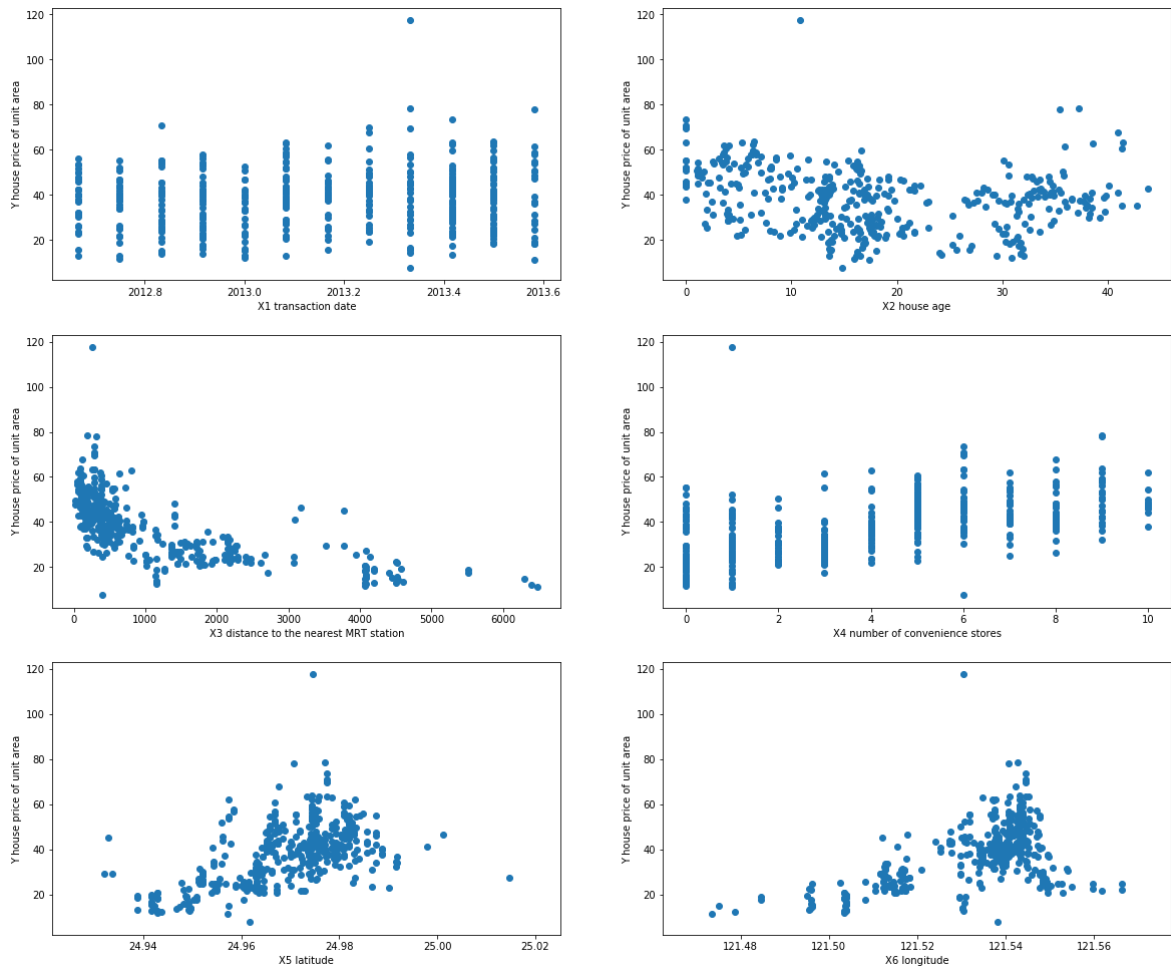 120
100
80
60
40
20
Y house price of unit area
2012.8 2013.0 2013.2 2013.4 2013.6
X1 transaction date
120
100
80
60
40
20
Y house price of unit area
0 10 20 30 40
X2 house age
120
100
80
60
40
20
Y house price of unit area
0 1000 2000 3000 4000 5000 6000
X3 distance to the nearest MRT station
120
100
80
60
40
20
Y house price of unit area
0 2 4 6 8 10
X4 number of convenience stores
120
100
80
60
40
20
Y house price of unit area
24.94 24.96 24.98 25.00 25.02
X5 latitude
120
100
80
60
40
20
Y house price of unit area
121.48 121.50 121.52 121.54 121.56
X6 longitude